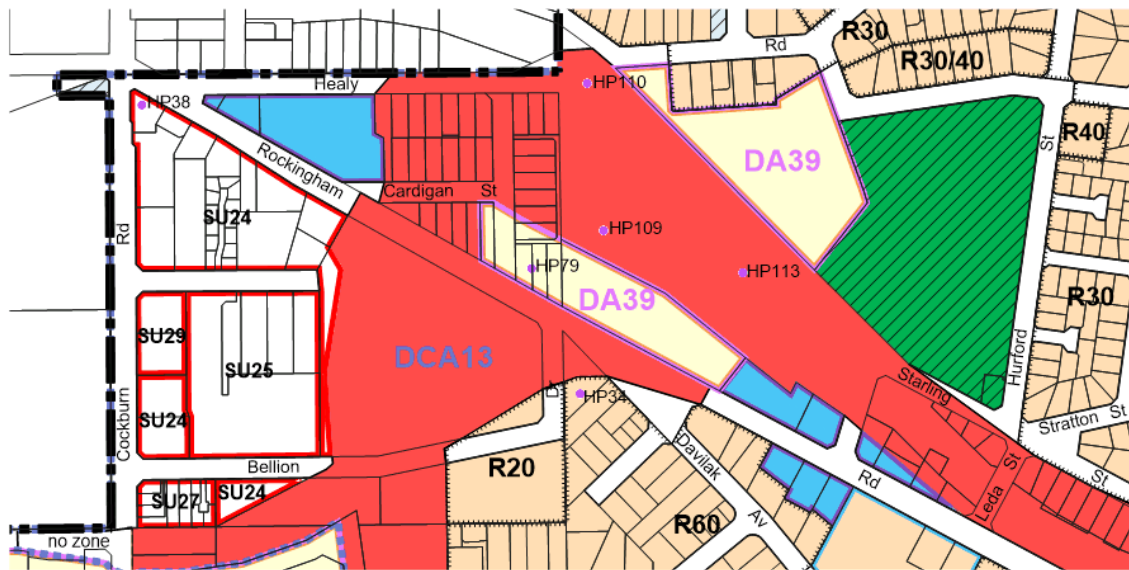 R30
Rd
R30/40
Healy
HP110
HP38
R40
St
Rockingham
DA39
Cardigan St
SU24
Rd
HP109
HP79
HP113
DA39
R30
SU29
SU25
DCA13
Hurford
Starling
HP34
SU24
Cockburn
Stratton St
Davilak
St
Bellion
R20
Rd
SU27
SU24
Leda
St
R60
Av
no zone